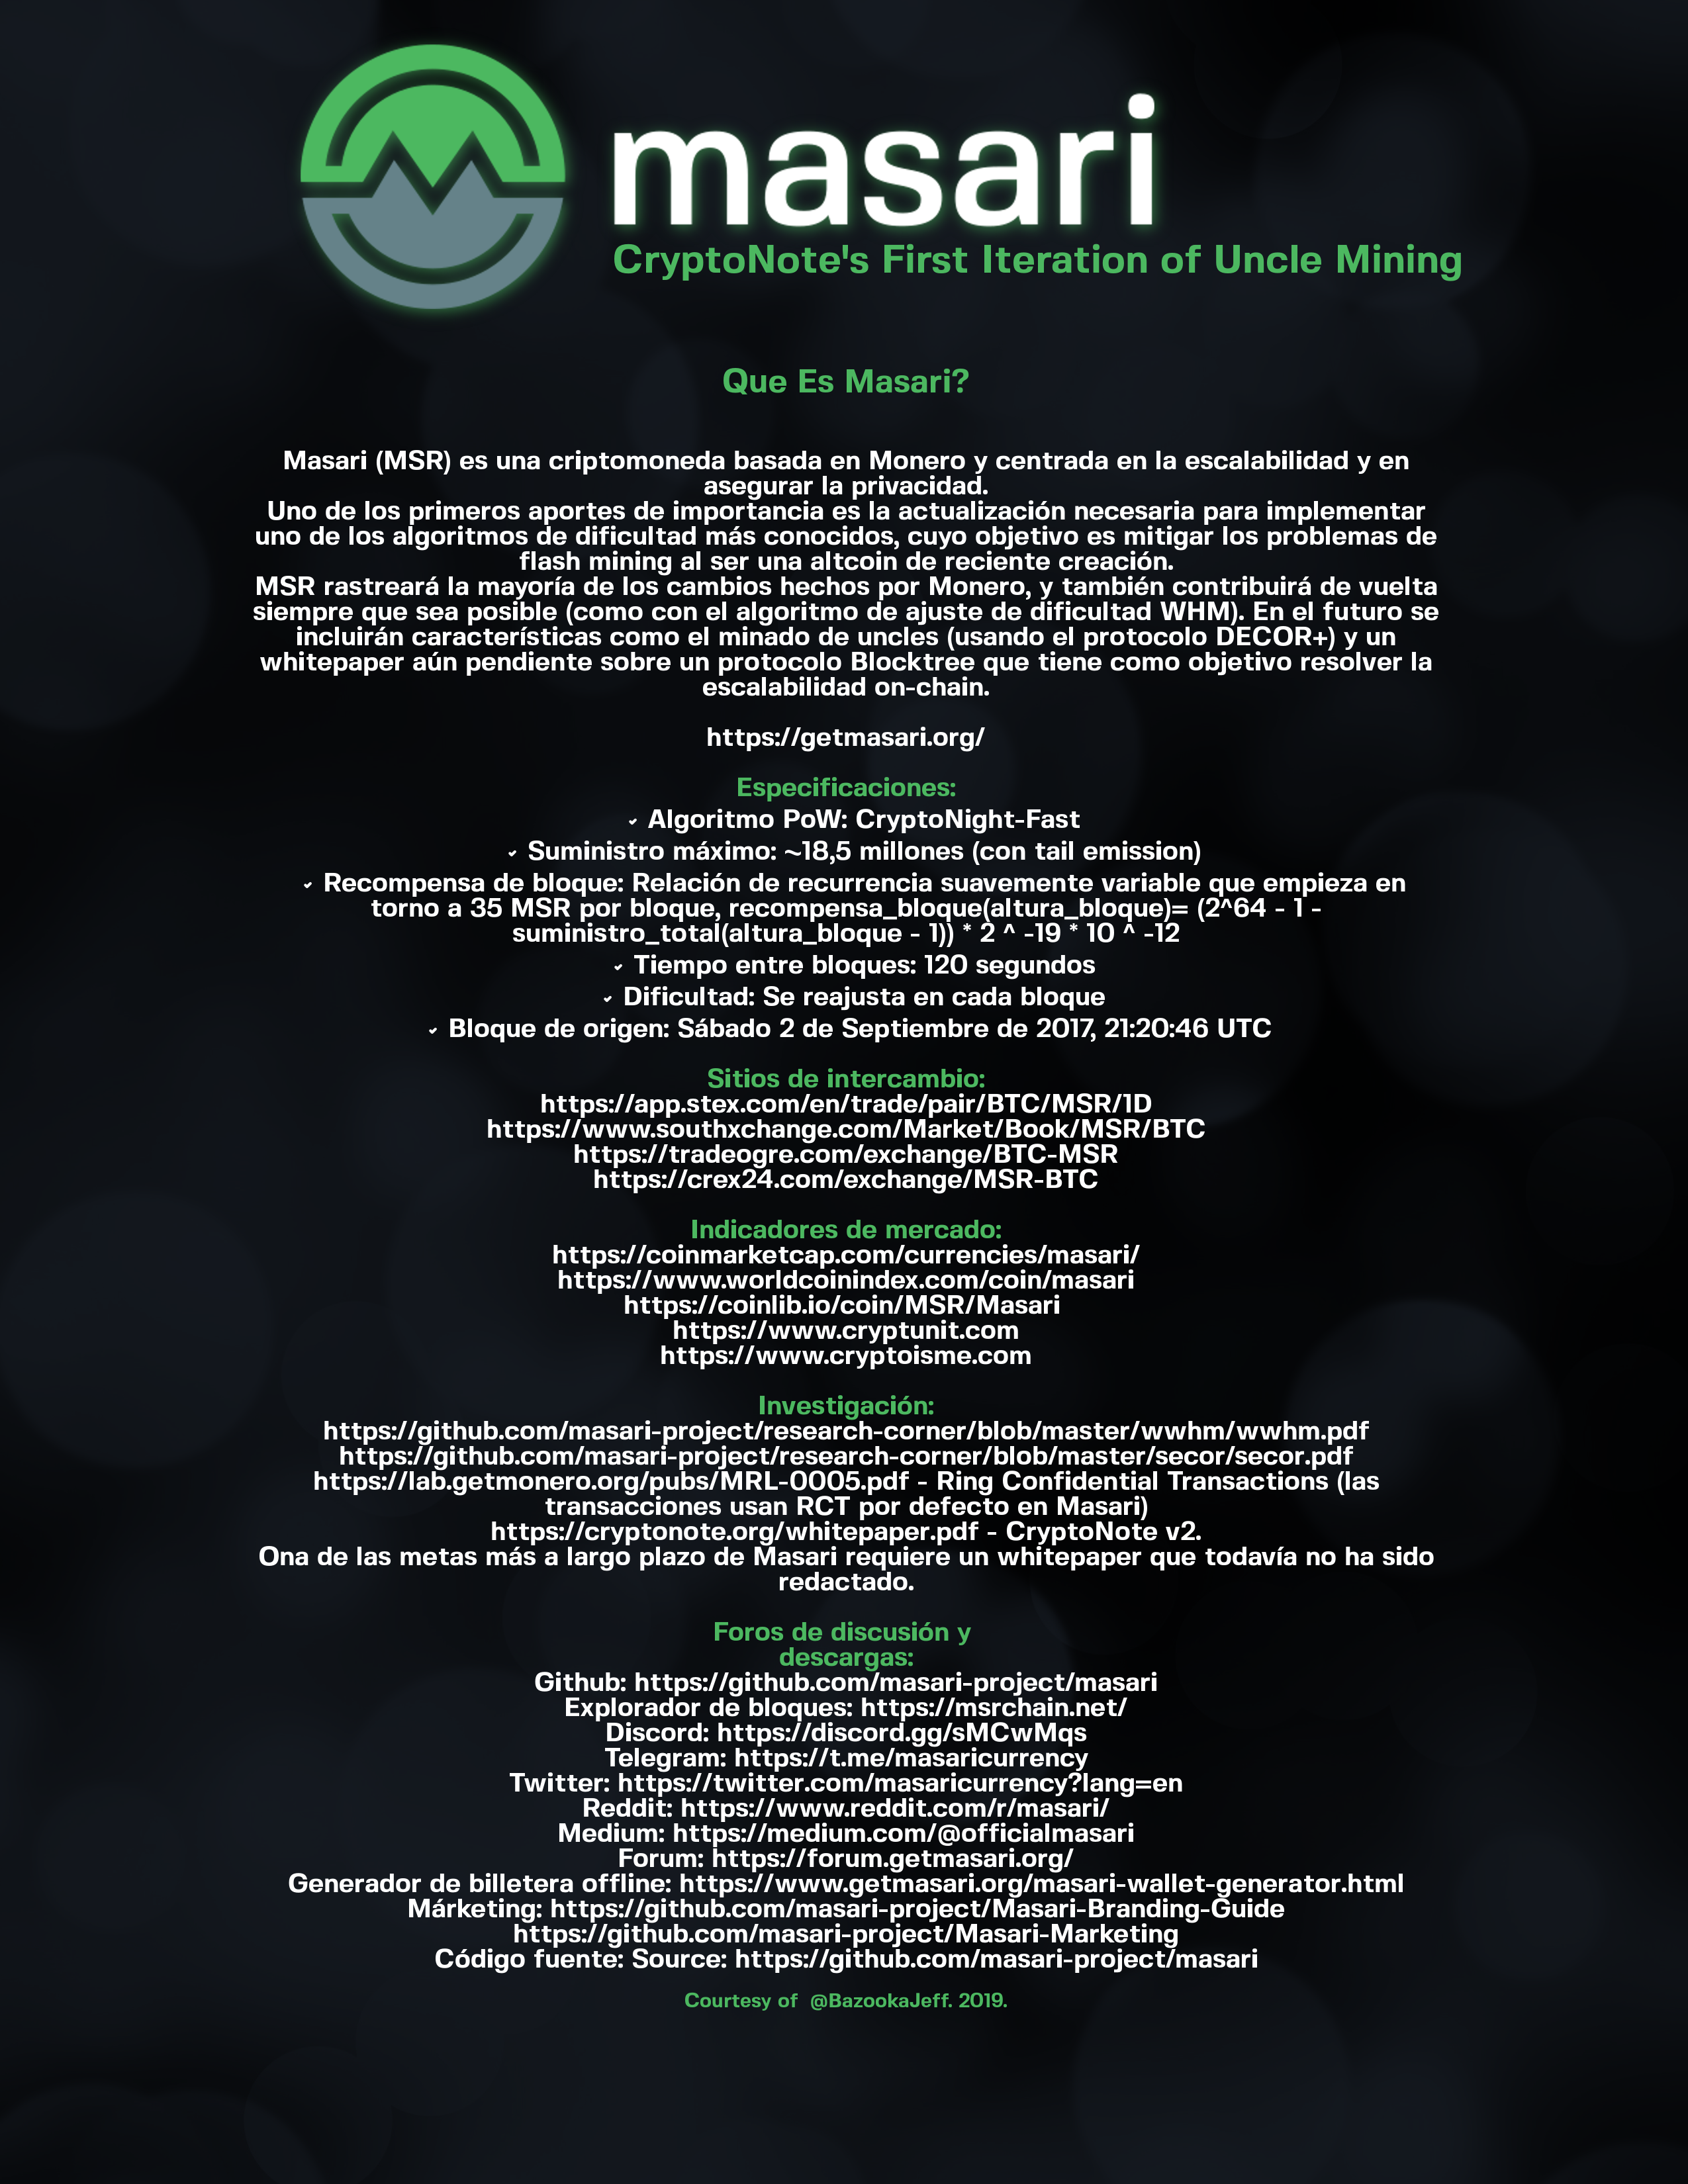 masari
CryptoNote's First Iteration of Uncle Mining
Que Es Masari?
Masari (MSR) es una criptomoneda basada en Monero y centrada en la escalabilidad y en
asegurar la privacidad.
Uno de los primeros aportes de importancia es la actualización necesaria para implementar
uno de los algoritmos de dificultad más conocidos, cuyo objetivo es mitigar los problemas de
flash mining al ser una altcoin de reciente creación.
MSR rastreará la mayoría de los cambios hechos por Monero, y también contribuirá de vuelta
siempre que sea posible (como con el algoritmo de ajuste de dificultad WHM). En el futuro se
incluirán características como el minado de uncles (usando el protocolo DECOR+) y un
whitepaper aún pendiente sobre un protocolo Blocktree que tiene como objetivo resolver la
escalabilidad on-chain.
https://getmasari.org/
Especificaciones:
✓ Algoritmo PoW: CryptoNight-Fast
✓ Suministro máximo: ~18,5 millones (con tail emission)
✓ Recompensa de bloque: Relación de recurrencia suavemente variable que empieza en
torno a 35 MSR por bloque, recompensa_bloque(altura_bloque)= (2^64 - 1 -
suministro_total(altura_bloque - 1)) * 2 ^ -19 * 10 ^ -12
✓ Tiempo entre bloques: 120 segundos
✓ Dificultad: Se reajusta en cada bloque
✓ Bloque de origen: Sábado 2 de Septiembre de 2017, 21:20:46 UTC
Sitios de intercambio:
https://app.stex.com/en/trade/pair/BTC/MSR/1D
https://www.southxchange.com/Market/Book/MSR/BTC
https://tradeogre.com/exchange/BTC-MSR
https://crex24.com/exchange/MSR-BTC
Indicadores de mercado:
https://coinmarketcap.com/currencies/masari/
https://www.worldcoinindex.com/coin/masari
https://coinlib.io/coin/MSR/Masari
https://www.cryptunit.com
https://www.cryptoisme.com
Investigación:
https://github.com/masari-project/research-corner/blob/master/wwhm/wwhm.pdf
https://github.com/masari-project/research-corner/blob/master/secor/secor.pdf
https://lab.getmonero.org/pubs/MRL-0005.pdf - Ring Confidential Transactions (las
transacciones usan RCT por defecto en Masari)
https://cryptonote.org/whitepaper.pdf - CryptoNote v2.
Ona de las metas más a largo plazo de Masari requiere un whitepaper que todavía no ha sido
redactado.
Foros de discusión y
descargas:
Github: https://github.com/masari-project/masari
Explorador de bloques: https://msrchain.net/
Discord: https://discord.gg/sMCwMqs
Telegram: https://t.me/masaricurrency
Twitter: https://twitter.com/masaricurrency?lang=en
Reddit: https://www.reddit.com/r/masari/
Medium: https://medium.com/@officialmasari
Forum: https://forum.getmasari.org/
Generador de billetera offline: https://www.getmasari.org/masari-wallet-generator.html
Márketing: https://github.com/masari-project/Masari-Branding-Guide
https://github.com/masari-project/Masari-Marketing
Código fuente: Source: https://github.com/masari-project/masari
Courtesy of @BazookaJeff. 2019.